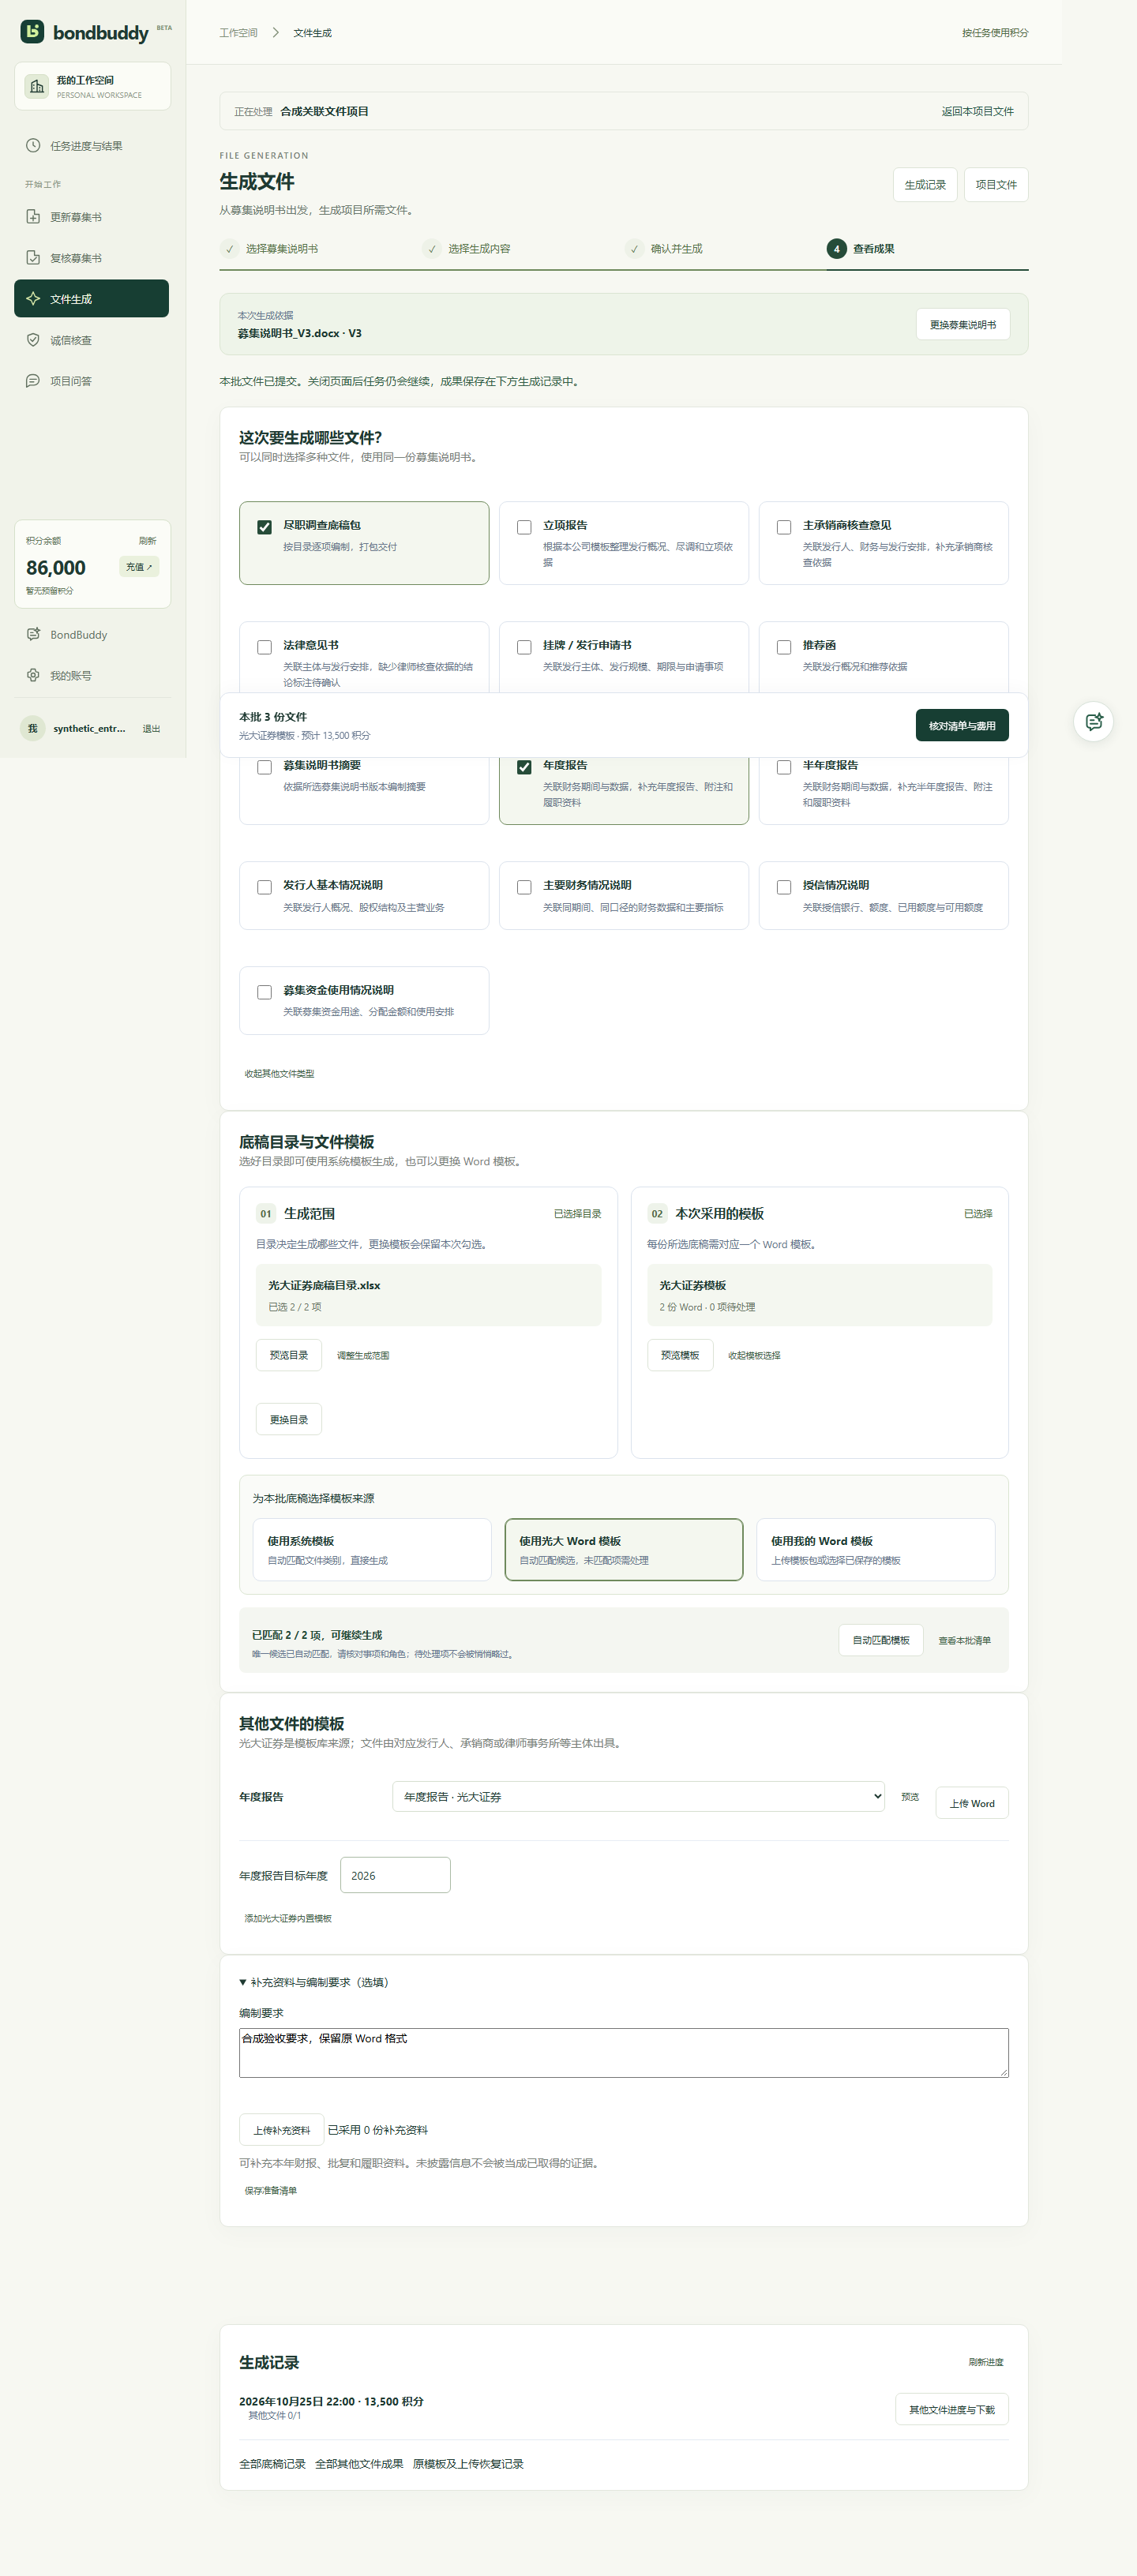 bondbuddy BETA
我的工作空间
PERSONAL WORKSPACE
任务进度与结果
开始工作
更新募集书
复核募集书
文件生成
诚信核查
项目问答
积分余额 刷新
86,000 充值 ↗
暂无预留积分
BondBuddy
我的账号
我 synthetic_entr... 退出
工作空间 > 文件生成 按任务使用积分
正在处理 合成关联文件项目 返回本项目文件
FILE GENERATION
生成文件
从募集说明书出发，生成项目所需文件。
生成记录 项目文件
✓ 选择募集说明书 ✓ 选择生成内容 ✓ 确认并生成 4 查看成果
本次生成依据
募集说明书_V3.docx · V3
更换募集说明书
本批文件已提交。关闭页面后任务仍会继续，成果保存在下方生成记录中。
这次要生成哪些文件？
可以同时选择多种文件，使用同一份募集说明书。
尽职调查底稿包
按目录逐项编制，打包交付
立项报告
根据本公司模板整理发行概况、尽调和立项依
据
主承销商核查意见
关联发行人、财务与发行安排，补充承销商核
查依据
法律意见书
关联主体与发行安排，缺少律师核查依据的结
论标注待确认
挂牌 / 发行申请书
关联发行主体、发行规模、期限与申请事项
推荐函
关联发行概况和推荐依据
本批 3 份文件
光大证券模板 · 预计 13,500 积分
核对清单与费用
募集说明书摘要
依据所选募集说明书版本编制摘要
年度报告
关联财务期间与数据，补充年度报告、附注和
履职资料
半年度报告
关联财务期间与数据，补充半年度报告、附注
和履职资料
发行人基本情况说明
关联发行人概况、股权结构及主营业务
主要财务情况说明
关联同期间、同口径的财务数据和主要指标
授信情况说明
关联授信银行、额度、已用额度与可用额度
募集资金使用情况说明
关联募集资金用途、分配金额和使用安排
收起其他文件类型
底稿目录与文件模板
选好目录即可使用系统模板生成，也可以更换 Word 模板。
01 生成范围 已选择目录
目录决定生成哪些文件，更换模板会保留本次勾选。
光大证券底稿目录.xlsx
已选 2 / 2 项
预览目录 调整生成范围
更换目录
02 本次采用的模板 已选择
每份所选底稿需对应一个 Word 模板。
光大证券模板
2 份 Word · 0 项待处理
预览模板 收起模板选择
为本批底稿选择模板来源
使用系统模板
自动匹配文件类别，直接生成
使用光大 Word 模板
自动匹配候选，未匹配项需处理
使用我的 Word 模板
上传模板包或选择已保存的模板
已匹配 2 / 2 项，可继续生成
唯一候选已自动匹配，请核对事项和角色；待处理项不会被悄悄略过。
自动匹配模板 查看本批清单
其他文件的模板
光大证券是模板库来源；文件由对应发行人、承销商或律师事务所等主体出具。
年度报告 年度报告 · 光大证券 预览 上传 Word
年度报告目标年度 2026
添加光大证券内置模板
▼ 补充资料与编制要求（选填）
编制要求
合成验收要求，保留原 Word 格式
上传补充资料 已采用 0 份补充资料
可补充本年财报、批复和履职资料。未披露信息不会被当成已取得的证据。
保存准备清单
生成记录 刷新进度
2026年10月25日 22:00 · 13,500 积分
其他文件 0/1
其他文件进度与下载
全部底稿记录 全部其他文件成果 原模板及上传恢复记录